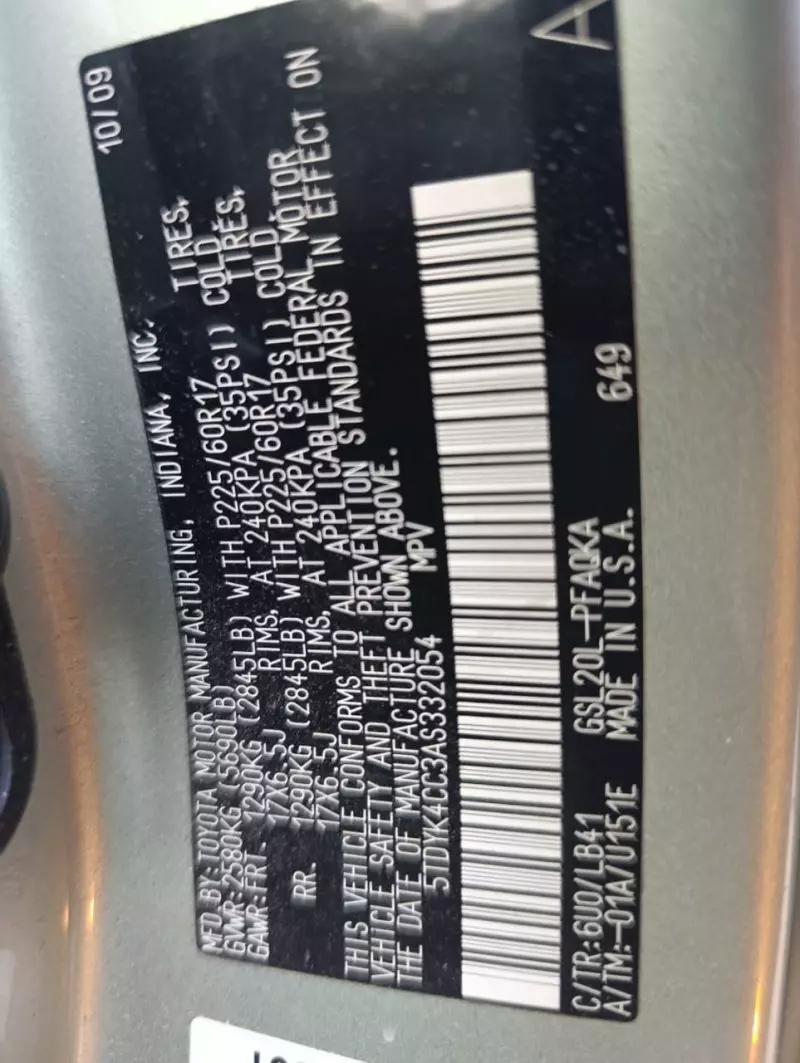 10/09
MFD. BY: TOYOTA MOTOR MANUFACTURING, INDIANA, INC.
GVWR: 2580KG (5690LB)
GAWR: FRT. 1290KG (2845LB) WITH P225/60R17 TIRES,
17X6.5J RIMS, AT 240KPA (35PSI) COLD
RR. 1290KG (2845LB) WITH P225/60R17 TIRES,
17X6.5J RIMS, AT 240KPA (35PSI) COLD
THIS VEHICLE CONFORMS TO ALL APPLICABLE FEDERAL MOTOR
VEHICLE SAFETY AND THEFT PREVENTION STANDARDS IN EFFECT ON
THE DATE OF MANUFACTURE SHOWN ABOVE.
5TDYK4CC3AS332054 MPV
A
C/TR:6U0/LB41 GSL20L-PFAQKA 649
A/TM:-01A/U151E MADE IN U.S.A.